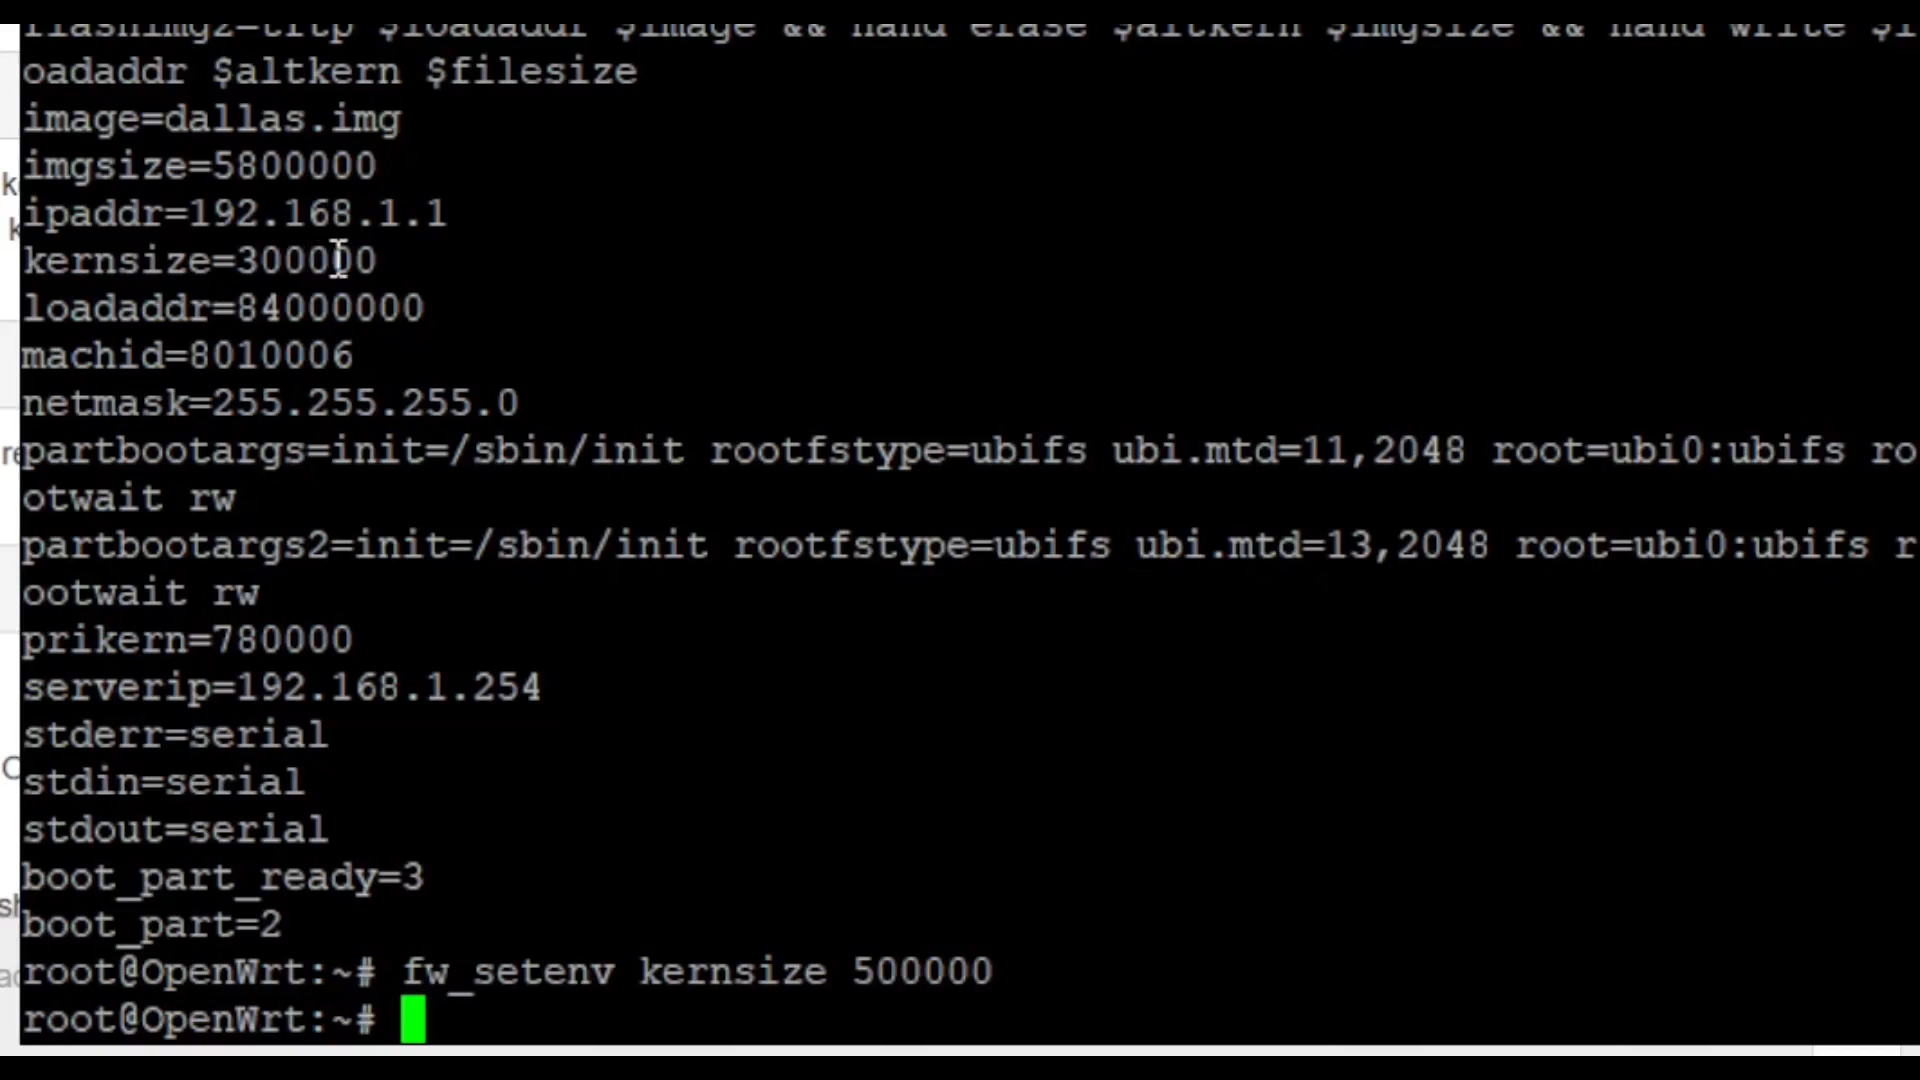 flashimg2=tftp $loadaddr $image && nand erase $altkern $imgsize && nand write $l
oadaddr $altkern $filesize
image=dallas.img
imgsize=5800000
ipaddr=192.168.1.1
kernsize=300000
loadaddr=84000000
machid=8010006
netmask=255.255.255.0
partbootargs=init=/sbin/init rootfstype=ubifs ubi.mtd=11,2048 root=ubi0:ubifs ro
otwait rw
partbootargs2=init=/sbin/init rootfstype=ubifs ubi.mtd=13,2048 root=ubi0:ubifs r
ootwait rw
prikern=780000
serverip=192.168.1.254
stderr=serial
stdin=serial
stdout=serial
boot_part_ready=3
boot_part=2
root@OpenWrt:~# fw_setenv kernsize 500000
root@OpenWrt:~#